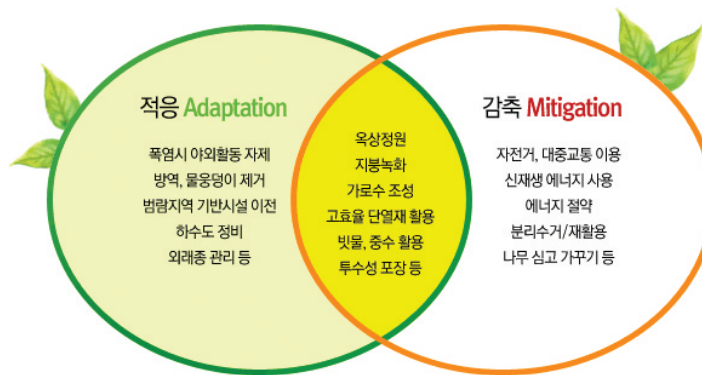 적응 Adaptation
폭염시 야외활동 자제
방역, 물웅덩이 제거
범람지역 기반시설 이전
하수도 정비
외래종 관리 등
옥상정원
지붕녹화
가로수 조성
고효율 단열재 활용
빗물, 중수 활용
투수성 포장 등
감축 Mitigation
자전거, 대중교통 이용
신재생 에너지 사용
에너지 절약
분리수거/재활용
나무 심고 가꾸기 등